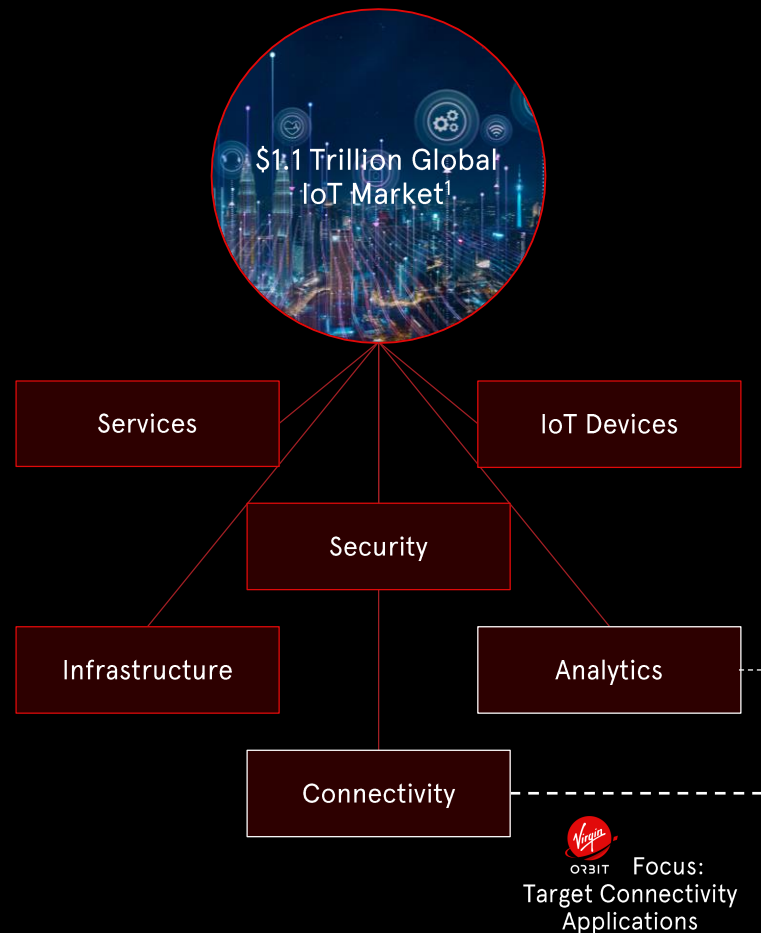 $1.1 Trillion Global
IoT Market¹
Services
IoT Devices
Security
Infrastructure
Analytics
Connectivity
Virgin
ORBIT
Focus:
Target Connectivity
Applications